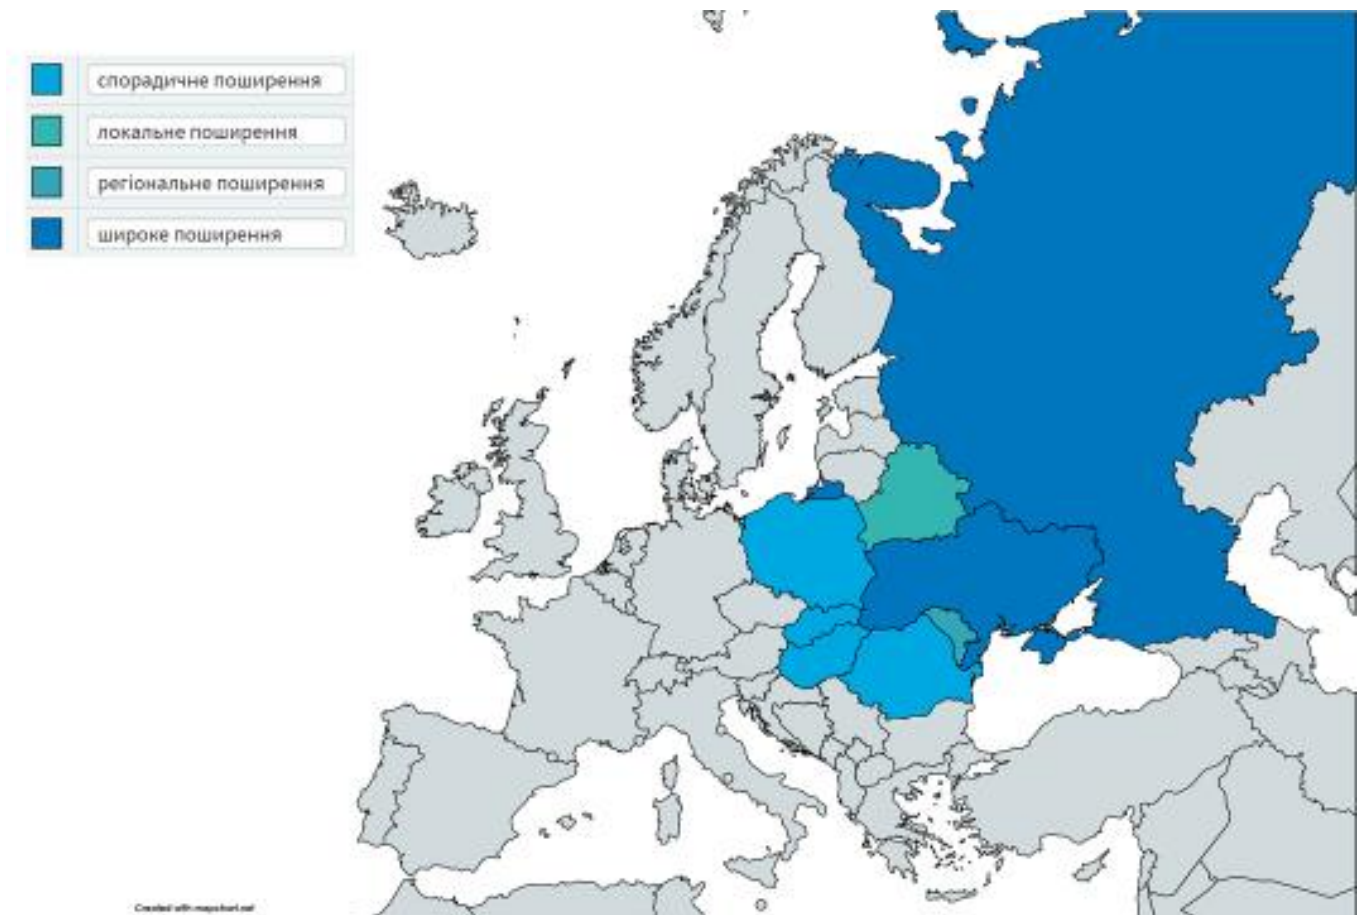 спорадичне поширення
локальне поширення
регіональне поширення
широке поширення
Created with mapchart.net